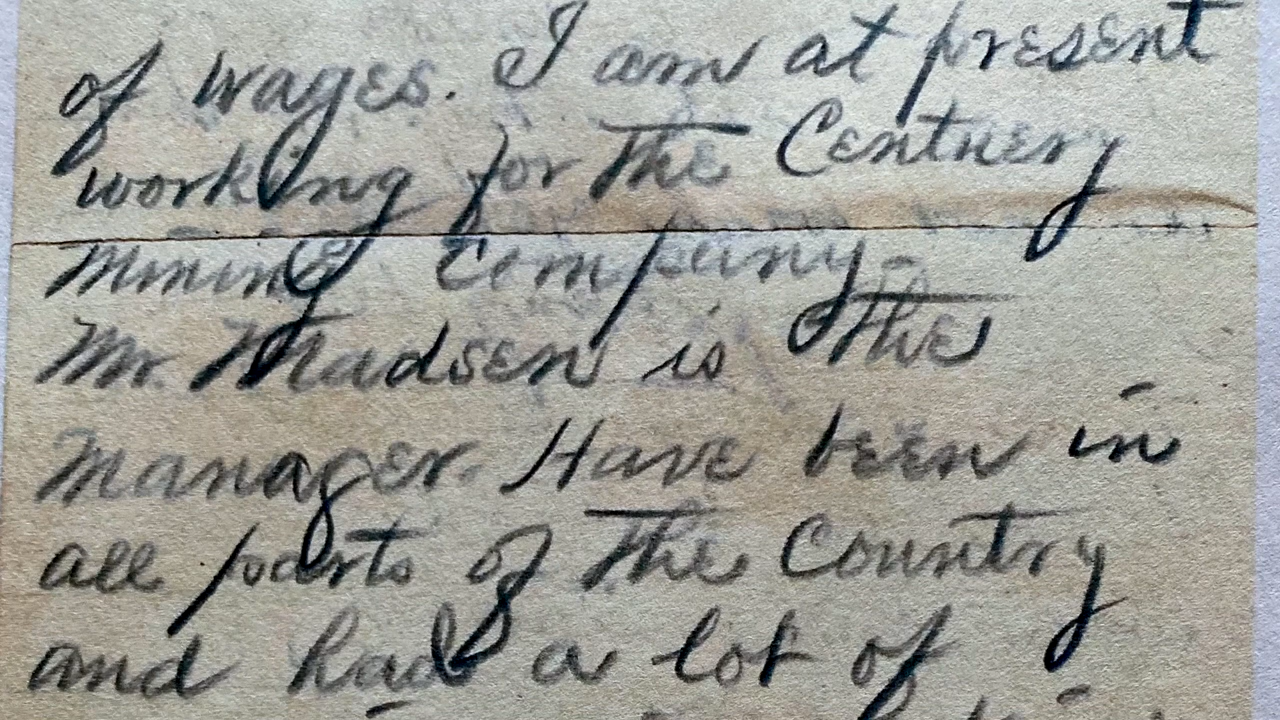 of wages. I am at present
working for the Centuery
Mining Company.
Mr. Madsen is the
Manager. Have been in
all parts of the Country
and had a lot of